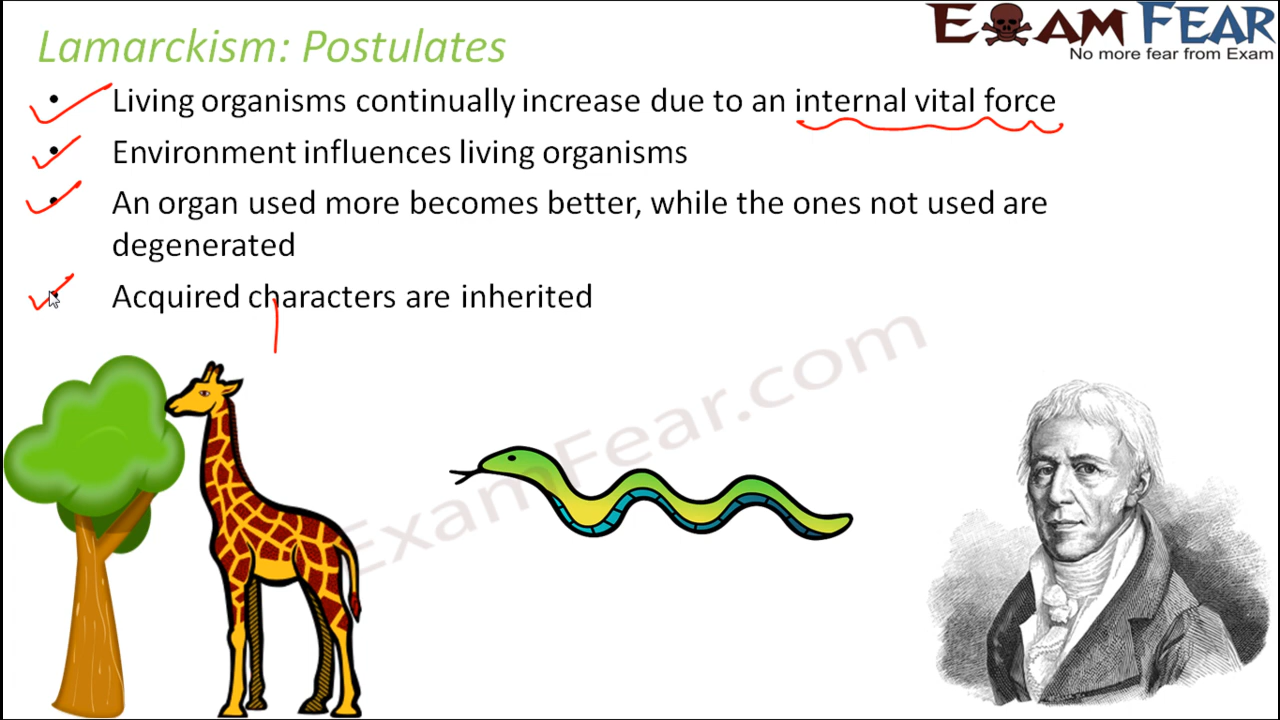 Lamarckism: Postulates
EXAM FEAR
No more fear from Exam
• Living organisms continually increase due to an internal vital force
• Environment influences living organisms
• An organ used more becomes better, while the ones not used are
degenerated
• Acquired characters are inherited
ExamFear.com